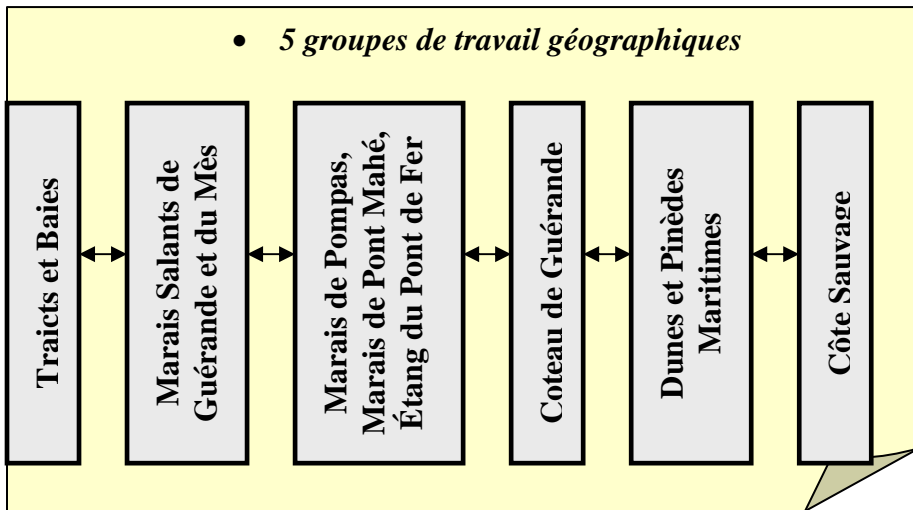 • 5 groupes de travail géographiques
Traicts et Baies
Marais Salants de
Guérande et du Mès
Marais de Pompas,
Marais de Pont Mahé,
Étang du Pont de Fer
Coteau de Guérande
Dunes et Pinèdes
Maritimes
Côte Sauvage